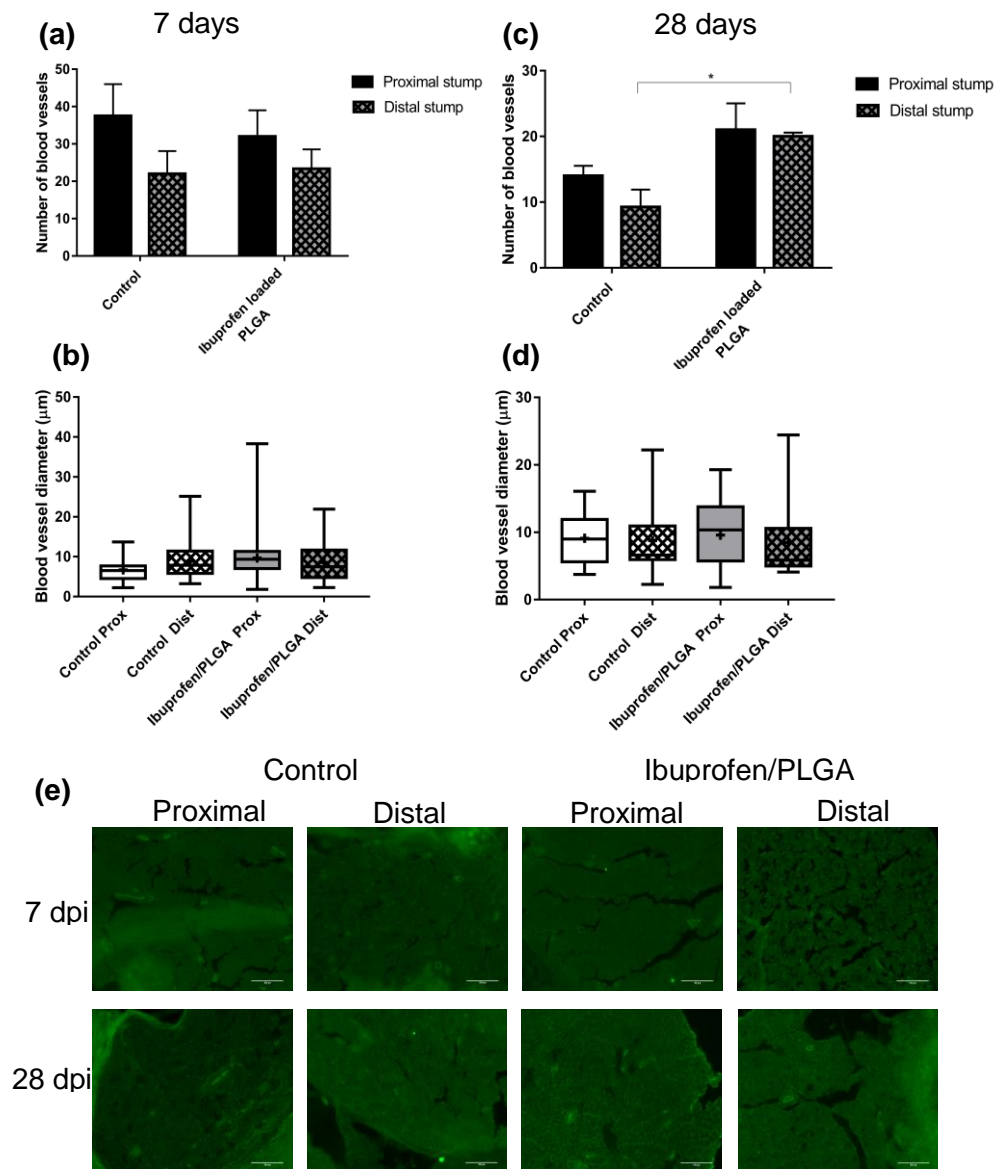 (a)
7 days
Number of blood vessels
50
40
30
20
10
0
Control
Ibuprofen loaded
PLGA
Proximal stump
Distal stump
(c)
28 days
Number of blood vessels
30
20
10
0
*
Control
Ibuprofen loaded
PLGA
Proximal stump
Distal stump
(b)
Blood vessel diameter (µm)
50
40
30
20
10
0
Control Prox
Control Dist
Ibuprofen/PLGA Prox
Ibuprofen/PLGA Dist
(d)
Blood vessel diameter (µm)
30
20
10
0
Control Prox
Control Dist
Ibuprofen/PLGA Prox
Ibuprofen/PLGA Dist
(e)
Control
Ibuprofen/PLGA
Proximal
Distal
Proximal
Distal
7 dpi
28 dpi